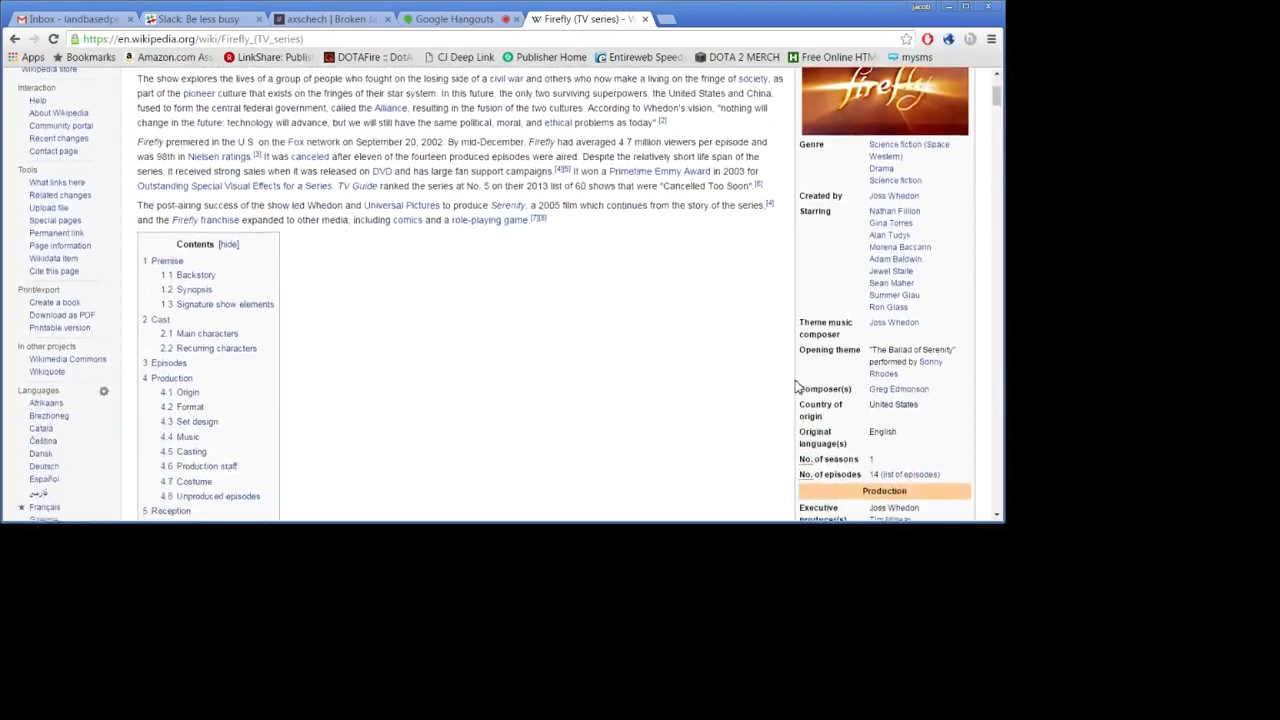 jacob
Inbox - landbasedpe
Slack: Be less busy
axschech | Broken Ja
Google Hangouts
W Firefly (TV series) - W
https://en.wikipedia.org/wiki/Firefly_(TV_series)
Apps
Bookmarks
Amazon.com Ass
LinkShare: Publis
CJ Deep Link
Publisher Home
Entireweb Speed
DOTAFire :: DotA
DOTA 2 MERCH
Free Online HTM
mysms
Wikipedia store
Interaction
Help
About Wikipedia
Community portal
Recent changes
Contact page
Tools
What links here
Related changes
Upload file
Special pages
Permanent link
Page information
Wikidata item
Cite this page
Print/export
Create a book
Download as PDF
Printable version
In other projects
Wikimedia Commons
Wikiquote
Languages
Afrikaans
Brezhoneg
Català
Čeština
Dansk
Deutsch
Español
فارسی
Français
The show explores the lives of a group of people who fought on the losing side of a civil war and others who now make a living on the fringe of society, as
part of the pioneer culture that exists on the fringes of their star system. In this future, the only two surviving superpowers, the United States and China,
fused to form the central federal government, called the Alliance, resulting in the fusion of the two cultures. According to Whedon's vision, "nothing will
change in the future: technology will advance, but we will still have the same political, moral, and ethical problems as today" [2]
Firefly premiered in the U.S. on the Fox network on September 20, 2002. By mid-December, Firefly had averaged 4.7 million viewers per episode and
was 98th in Nielsen ratings.[3] It was canceled after eleven of the fourteen produced episodes were aired. Despite the relatively short life span of the
series, it received strong sales when it was released on DVD and has large fan support campaigns.[4][5] It won a Primetime Emmy Award in 2003 for
Outstanding Special Visual Effects for a Series. TV Guide ranked the series at No. 5 on their 2013 list of 60 shows that were "Cancelled Too Soon".[6]
The post-airing success of the show led Whedon and Universal Pictures to produce Serenity, a 2005 film which continues from the story of the series,[4]
and the Firefly franchise expanded to other media, including comics and a role-playing game.[7][8]
Contents [hide]
1 Premise
1.1 Backstory
1.2 Synopsis
1.3 Signature show elements
2 Cast
2.1 Main characters
2.2 Recurring characters
3 Episodes
4 Production
4.1 Origin
4.2 Format
4.3 Set design
4.4 Music
4.5 Casting
4.6 Production staff
4.7 Costume
4.8 Unproduced episodes
5 Reception
firefly
Genre Science fiction (Space
Western)
Drama
Science fiction
Created by Joss Whedon
Starring Nathan Fillion
Gina Torres
Alan Tudyk
Morena Baccarin
Adam Baldwin
Jewel Staite
Sean Maher
Summer Glau
Ron Glass
Theme music Joss Whedon
composer
Opening theme "The Ballad of Serenity"
performed by Sonny
Rhodes
Composer(s) Greg Edmonson
Country of United States
origin
Original English
language(s)
No. of seasons 1
No. of episodes 14 (list of episodes)
Production
Executive Joss Whedon
producer(s) Tim Minear